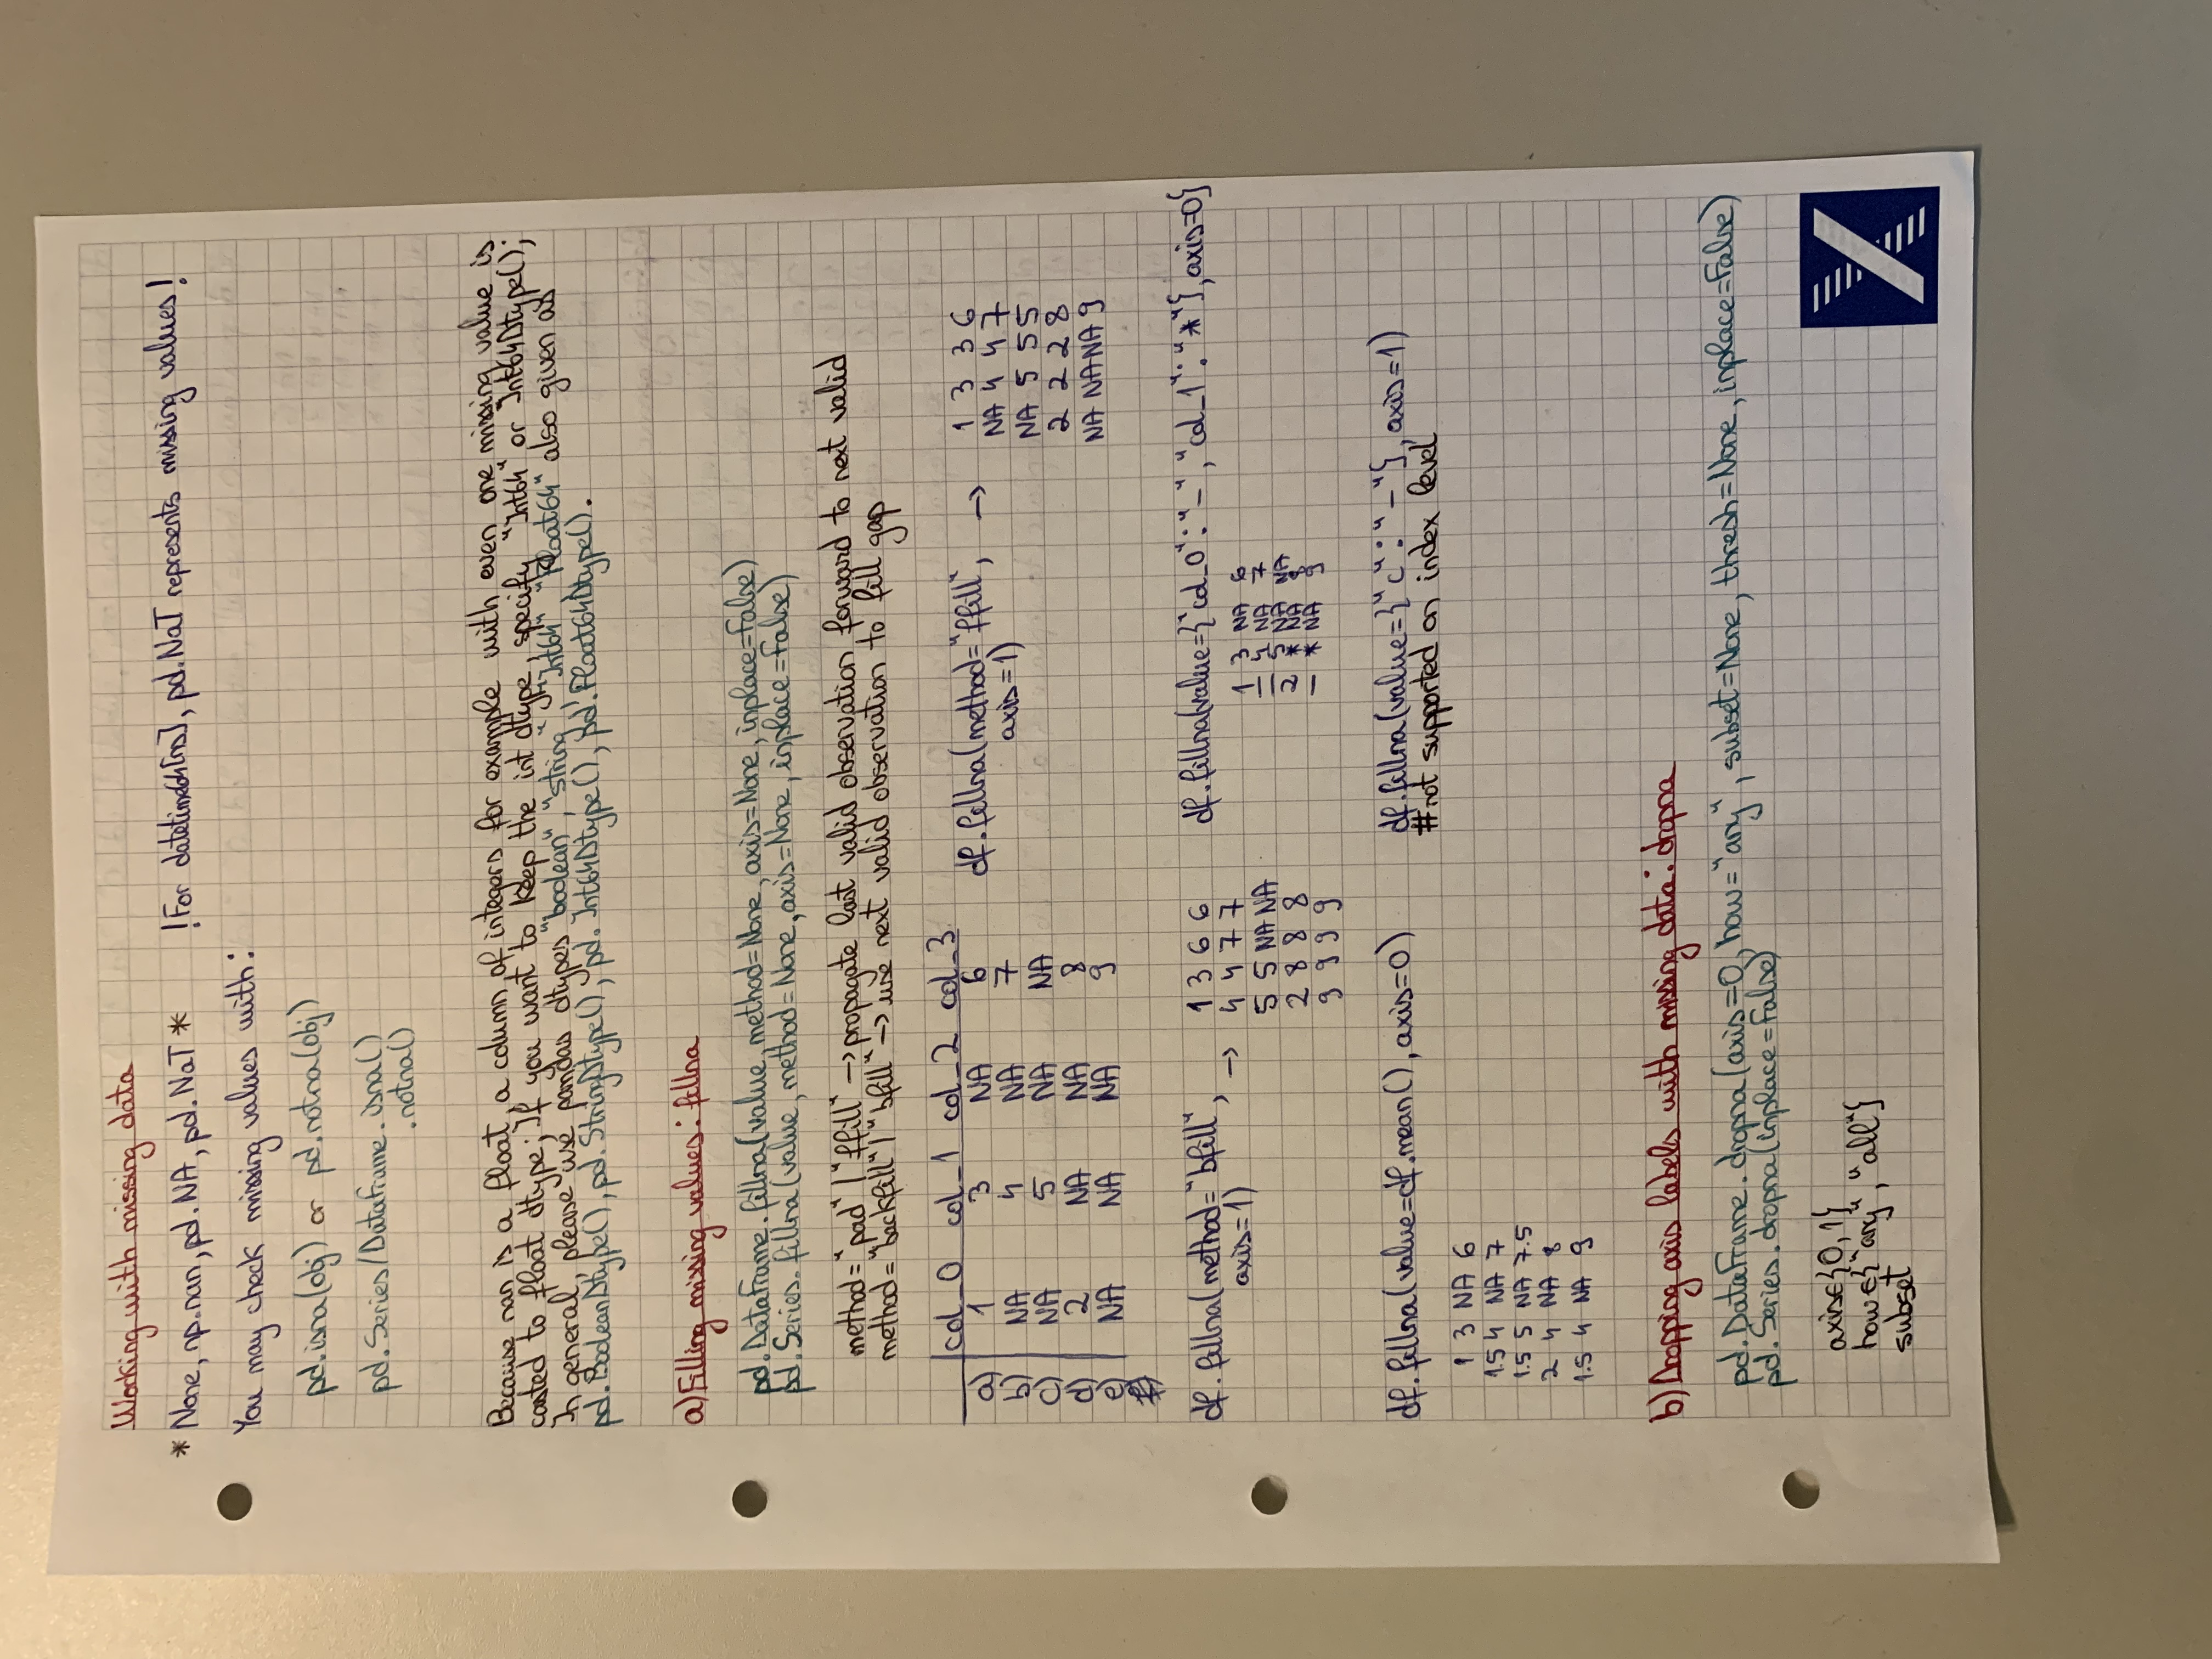 Working with missing data
* None, np.nan, pd.NA, pd.NaT * !For datetime64[ns], pd.NaT represents missing values!
You may check missing values with:
pd.isna(obj) or pd.notna(obj)
pd.Series/DataFrame.isna()
.notna()
Because nan is a float, a column of integers for example with even one missing value is
casted to float dtype; If you want to keep the int dtype, specify "Int64" or Int64Dtype();
In general, please use pandas dtypes "boolean", "string", "Int64", "Float64" also given as
pd.BooleanDtype(), pd.StringDtype(), pd.Int64Dtype(), pd.Float64Dtype().
a) Filling missing values: fillna
pd.DataFrame.fillna(value, method=None, axis=None, inplace=False)
pd.Series.fillna(value, method=None, axis=None, inplace=False)
method="pad" | "ffill" → propagate last valid observation forward to next valid
method="backfill" | "bfill" → use next valid observation to fill gap
col_0 col_1 col_2 col_3
a) 1 3 NA 6
b) NA 4 NA 7
c) NA 5 NA NA
d) 2 NA NA 8
e) NA NA NA 9
df.fillna(method="ffill", →
axis=1)
1 3 3 6
NA 4 4 7
NA 5 5 5
2 2 2 8
NA NA NA 9
df.fillna(method="bfill", →
axis=1)
1 3 6 6
4 4 7 7
5 5 NA NA
2 8 8 8
9 9 9 9
df.fillna(value={"col_0":"-","col_1":"*"},axis=0}
1 3 NA 6
- 4 NA 7
- 5 NA NA
2 * NA 8
- * NA 9
df.fillna(value=df.mean(), axis=0)
1 3 NA 6
1.5 4 NA 7
1.5 5 NA 7.5
2 4 NA 8
1.5 4 NA 9
df.fillna(value={"c":"-"}, axis=1)
#not supported on index level
b) Dropping axis labels with missing data: dropna
pd.DataFrame.dropna(axis=0, how="any", subset=None, thresh=None, inplace=False)
pd.Series.dropna(inplace=False)
axis∈{0,1}
how∈{"any", "all"}
subset